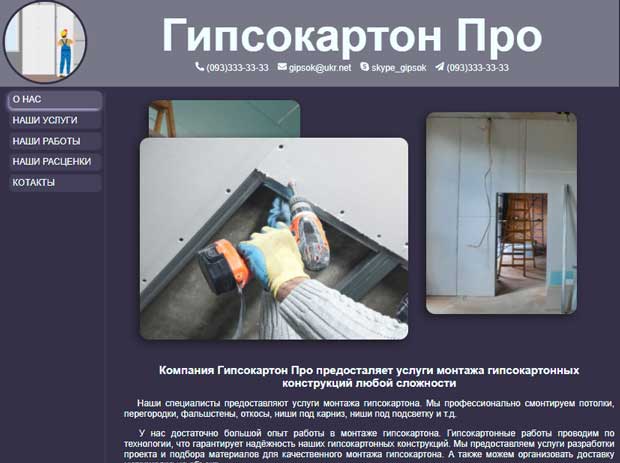 Гипсокартон Про
(093)333-33-33 gipsok@ukr.net skype_gipsok (093)333-33-33
О НАС
НАШИ УСЛУГИ
НАШИ РАБОТЫ
НАШИ РАСЦЕНКИ
КОТАКТЫ
Компания Гипсокартон Про предосталяет услуги монтажа гипсокартонных
конструкций любой сложности
Наши специалисты предоставляют услуги монтажа гипсокартона. Мы профессионально смонтируем потолки,
перегородки, фальшстены, откосы, ниши под карниз, ниши под подсветку и т.д.
У нас достаточно большой опыт работы в монтаже гипсокартона. Гипсокартонные работы проводим по
технологии, что гарантирует надёжность наших гипсокартонных конструкций. Мы предоставляем услуги разработки
проекта и подбора материалов для качественного монтажа гипсокартона. А также можем организовать доставку